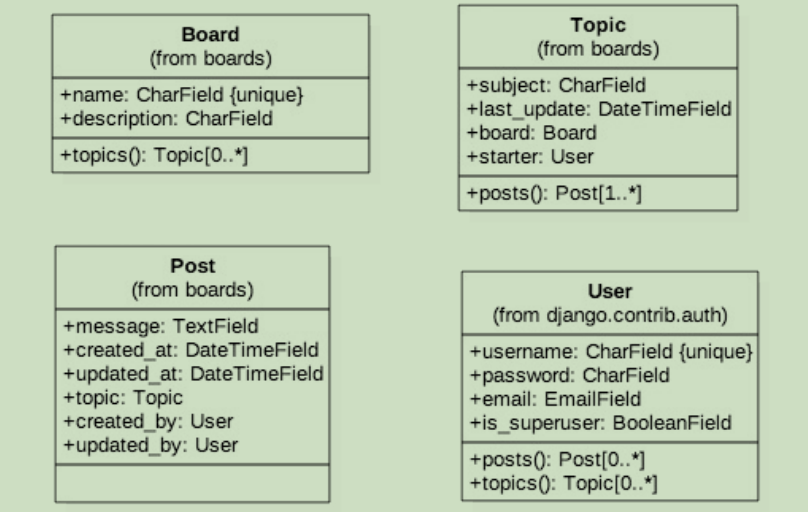 Board
(from boards)
+name: CharField {unique}
+description: CharField
+topics(): Topic[0..*]
Topic
(from boards)
+subject: CharField
+last_update: DateTimeField
+board: Board
+starter: User
+posts(): Post[1..*]
Post
(from boards)
+message: TextField
+created_at: DateTimeField
+updated_at: DateTimeField
+topic: Topic
+created_by: User
+updated_by: User
User
(from django.contrib.auth)
+username: CharField {unique}
+password: CharField
+email: EmailField
+is_superuser: BooleanField
+posts(): Post[0..*]
+topics(): Topic[0..*]